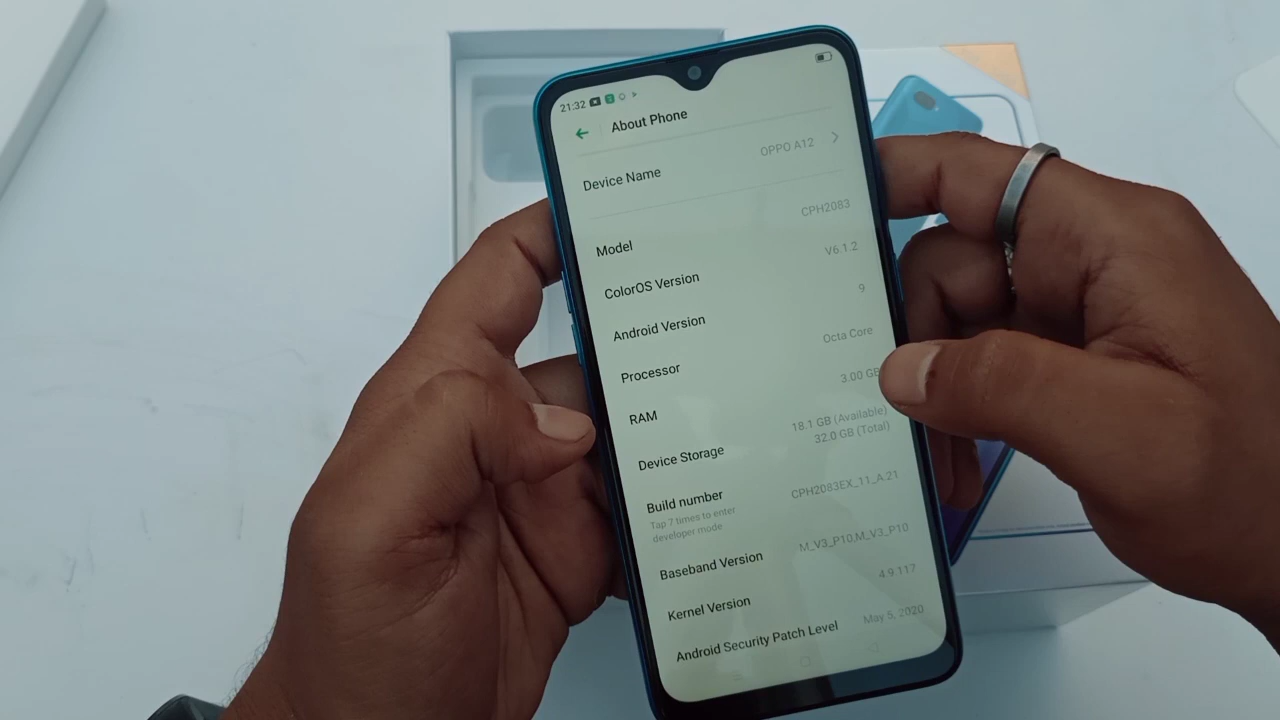 21:32
About Phone
Device Name OPPO A12
Model CPH2083
ColorOS Version V6.1.2
Android Version 9
Processor Octa Core
RAM 3.00 GB
Device Storage 18.1 GB (Available)
32.0 GB (Total)
Build number CPH2083EX_11_A.21
Tap 7 times to enter
developer mode
Baseband Version M_V3_P10,M_V3_P10
Kernel Version 4.9.117
Android Security Patch Level May 5, 2020